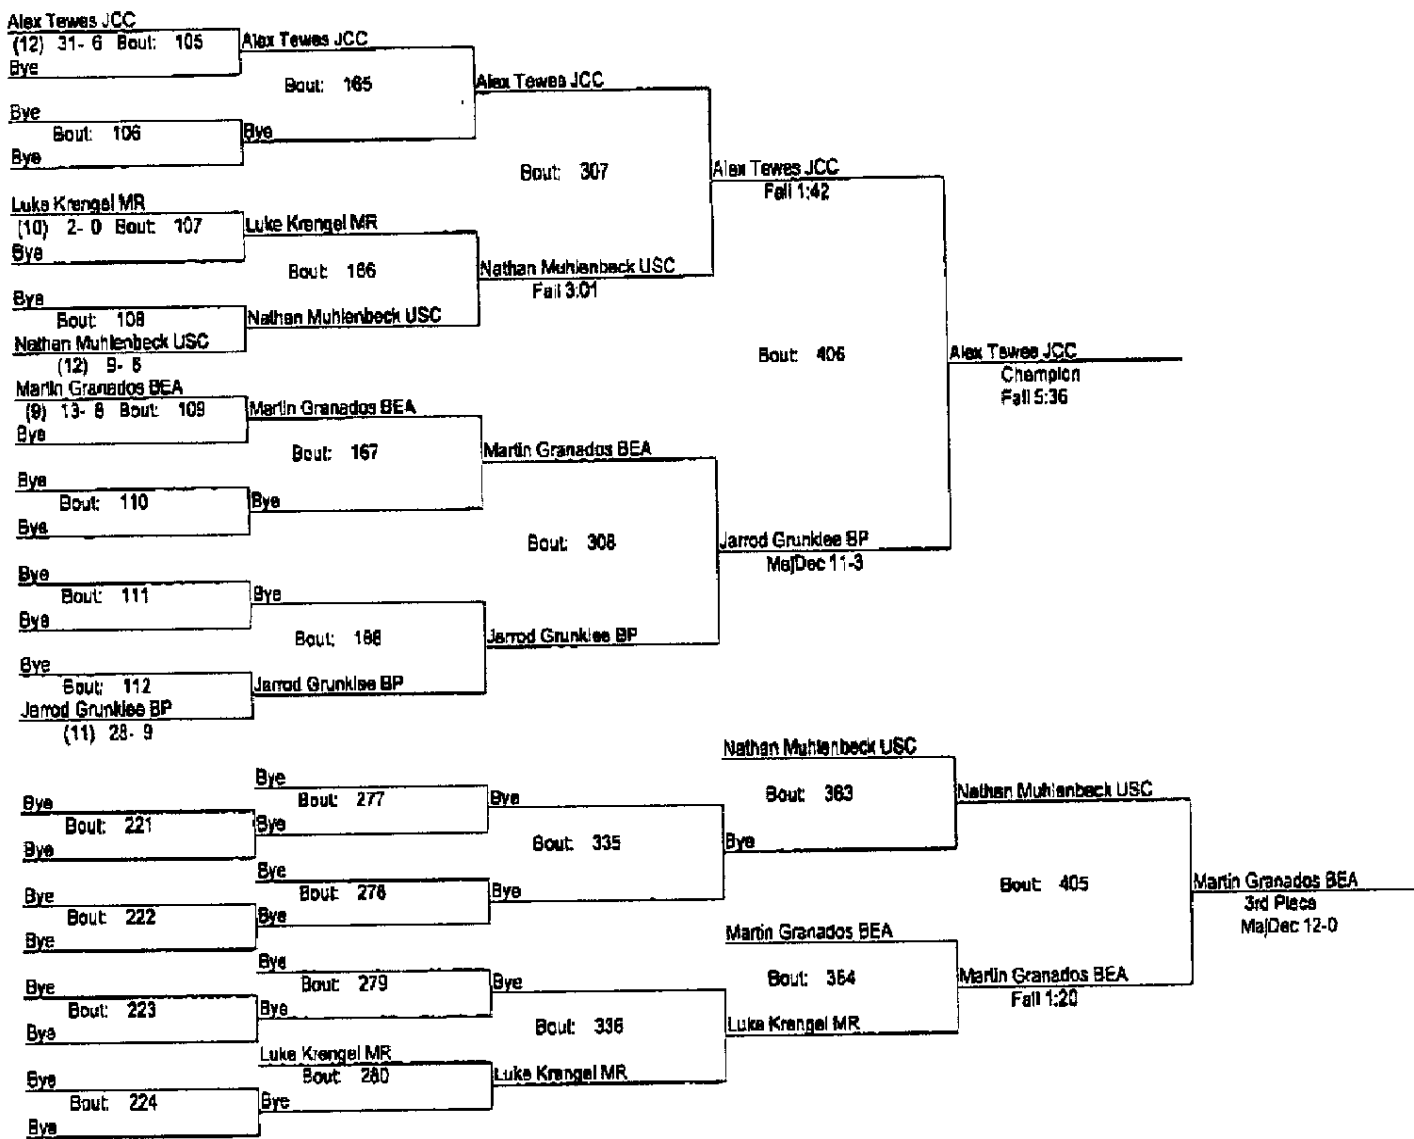 Alex Tewes JCC
(12) 31- 6 Bout: 105
Bye
Alex Tewes JCC
Bout: 165
Alex Tewes JCC
Bye
Bout: 106
Bye
Bye
Bout: 307
Alex Tewes JCC
Fall 1:42
Luke Krengel MR
(10) 2- 0 Bout: 107
Bye
Luke Krengel MR
Bout: 166
Nathan Muhlenbeck USC
Fall 3:01
Bye
Bout: 108
Nathan Muhlenbeck USC
(12) 9- 6
Nathan Muhlenbeck USC
Bout: 406
Alex Tewes JCC
Champion
Fall 5:36
Martin Granados BEA
(9) 13- 8 Bout: 109
Bye
Martin Granados BEA
Bout: 167
Martin Granados BEA
Bye
Bout: 110
Bye
Bye
Bout: 308
Jarrod Grunklee BP
MajDec 11-3
Bye
Bout: 111
Bye
Bye
Bout: 168
Jarrod Grunklee BP
Bye
Bout: 112
Jarrod Grunklee BP
(11) 28- 9
Jarrod Grunklee BP
Nathan Muhlenbeck USC
Bye
Bout: 277
Bye
Bout: 363
Nathan Muhlenbeck USC
Bye
Bout: 221
Bye
Bye
Bout: 335
Bye
Bye
Bout: 278
Bye
Bye
Bout: 222
Bye
Bye
Bout: 405
Martin Granados BEA
3rd Place
MajDec 12-0
Martin Granados BEA
Bye
Bout: 279
Bye
Bout: 364
Martin Granados BEA
Fall 1:20
Bye
Bout: 223
Bye
Bye
Bout: 336
Luke Krengel MR
Luke Krengel MR
Bout: 280
Luke Krengel MR
Bye
Bout: 224
Bye
Bye